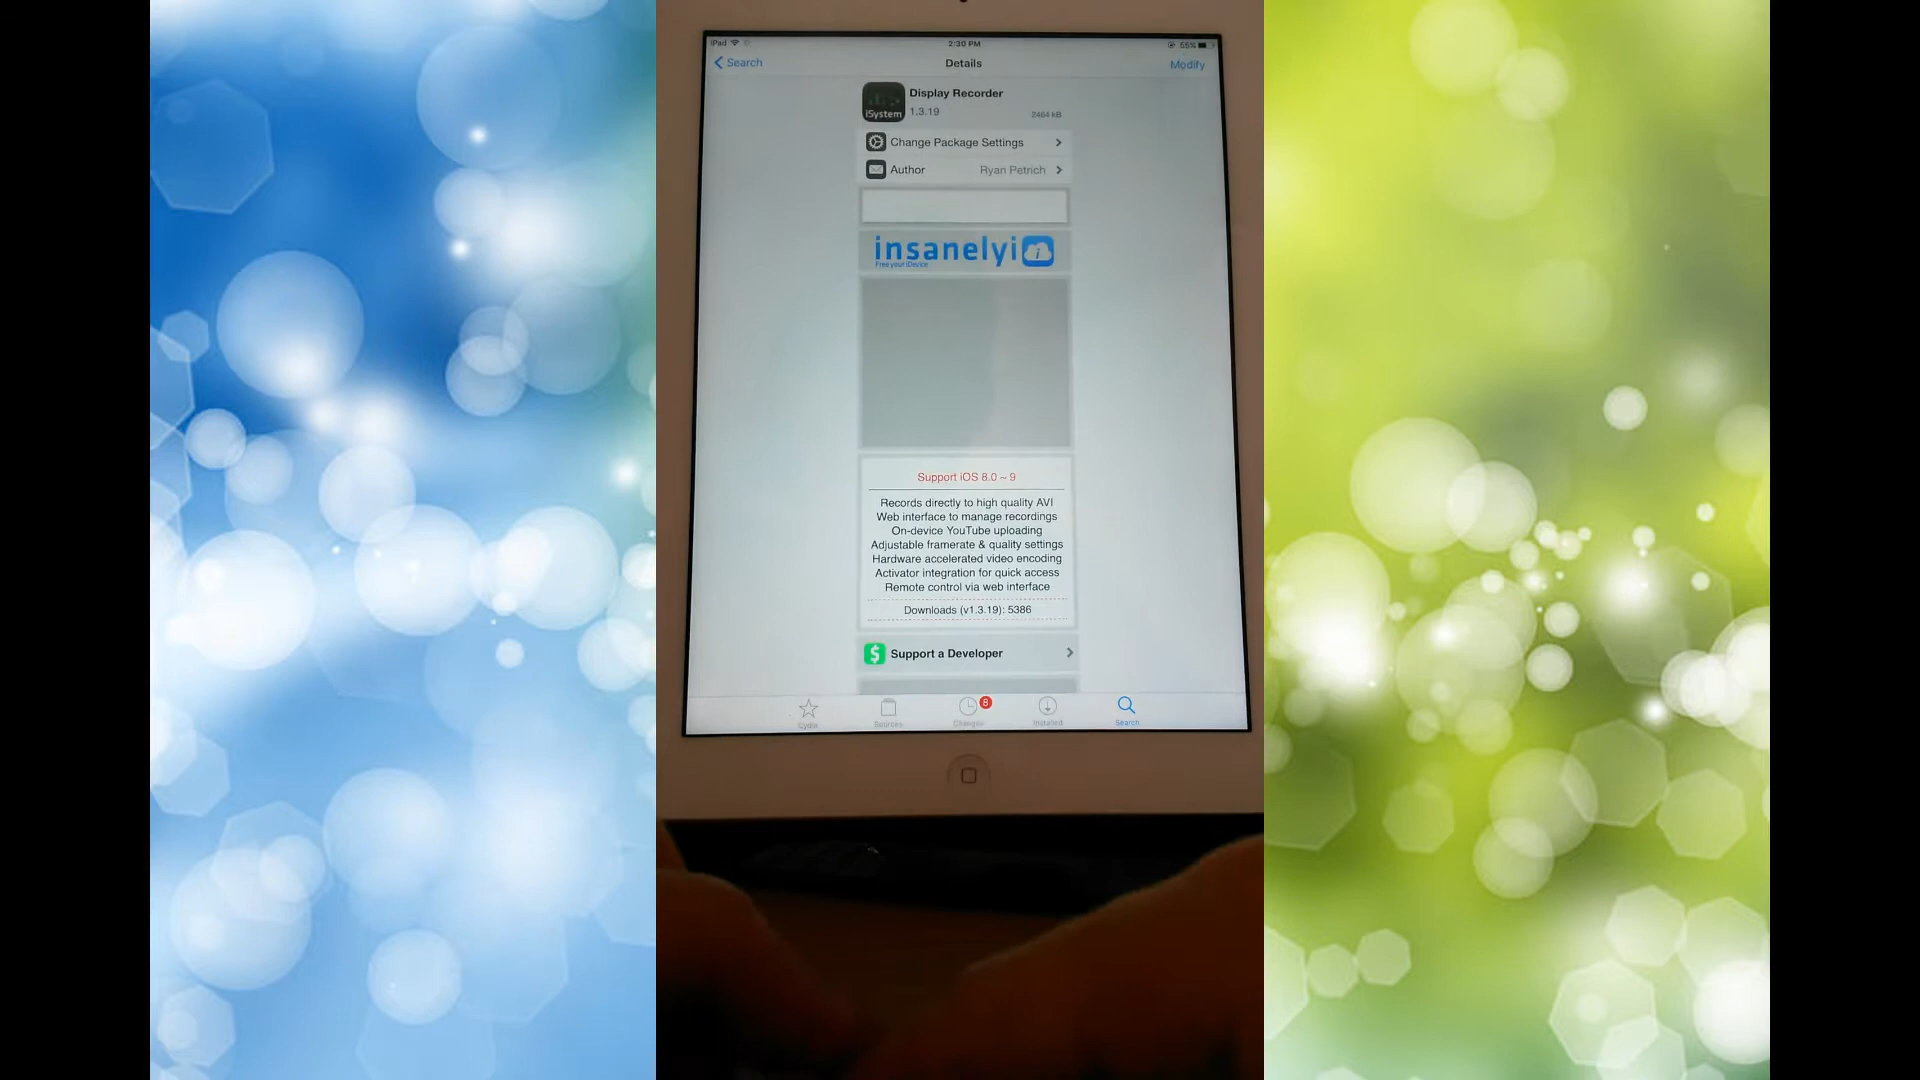 iPad
2:30 PM
55%
Search
Details
Modify
Display Recorder
iSystem
1.3.19
2464 kB
Change Package Settings
Author
Ryan Petrich
insanelyi
Free your iDevice
Support iOS 8.0 ~ 9
Records directly to high quality AVI
Web interface to manage recordings
On-device YouTube uploading
Adjustable framerate & quality settings
Hardware accelerated video encoding
Activator integration for quick access
Remote control via web interface
Downloads (v1.3.19): 5386
Support a Developer
8
Cydia
Sources
Changes
Installed
Search